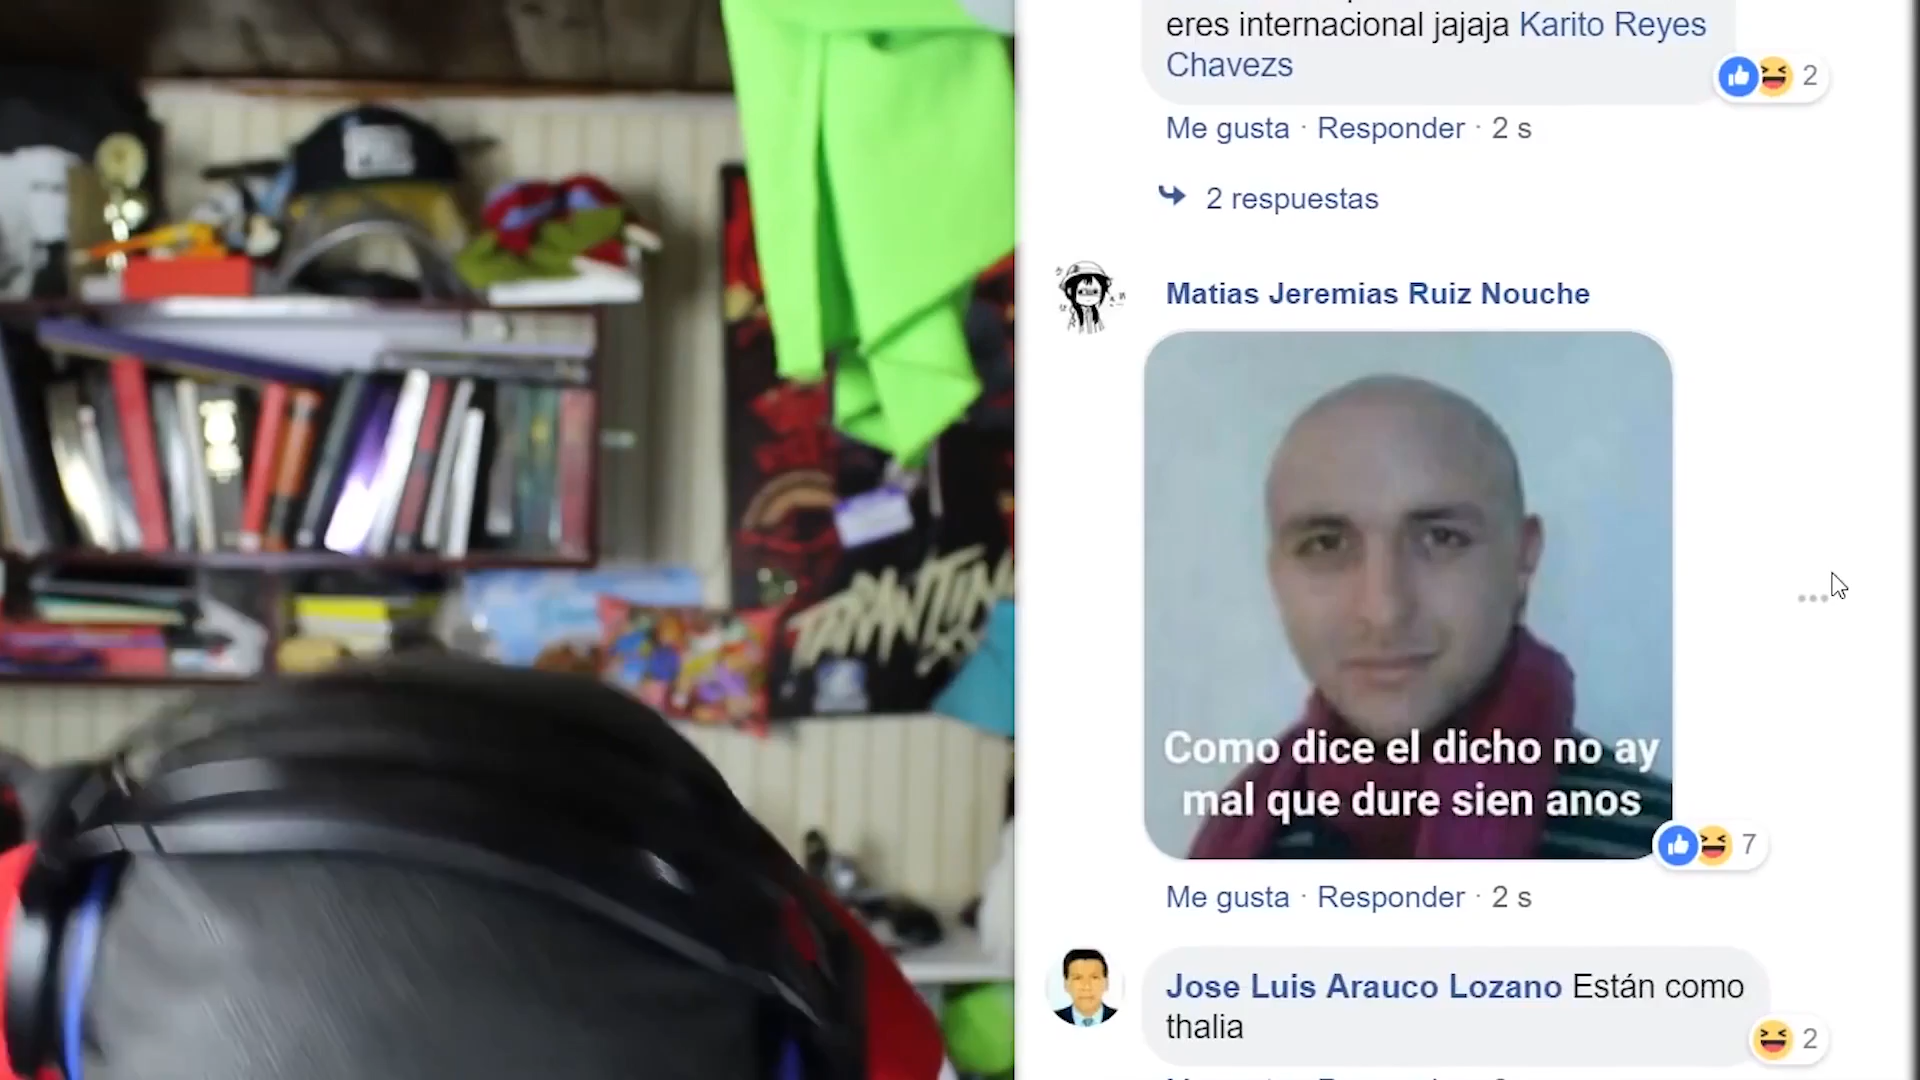 eres internacional jajaja Karito Reyes
Chavezs
2
Me gusta · Responder · 2 s
2 respuestas
Matias Jeremias Ruiz Nouche
Como dice el dicho no ay
mal que dure sien anos
7
Me gusta · Responder · 2 s
Jose Luis Arauco Lozano Están como
thalia
2
TARANTINO